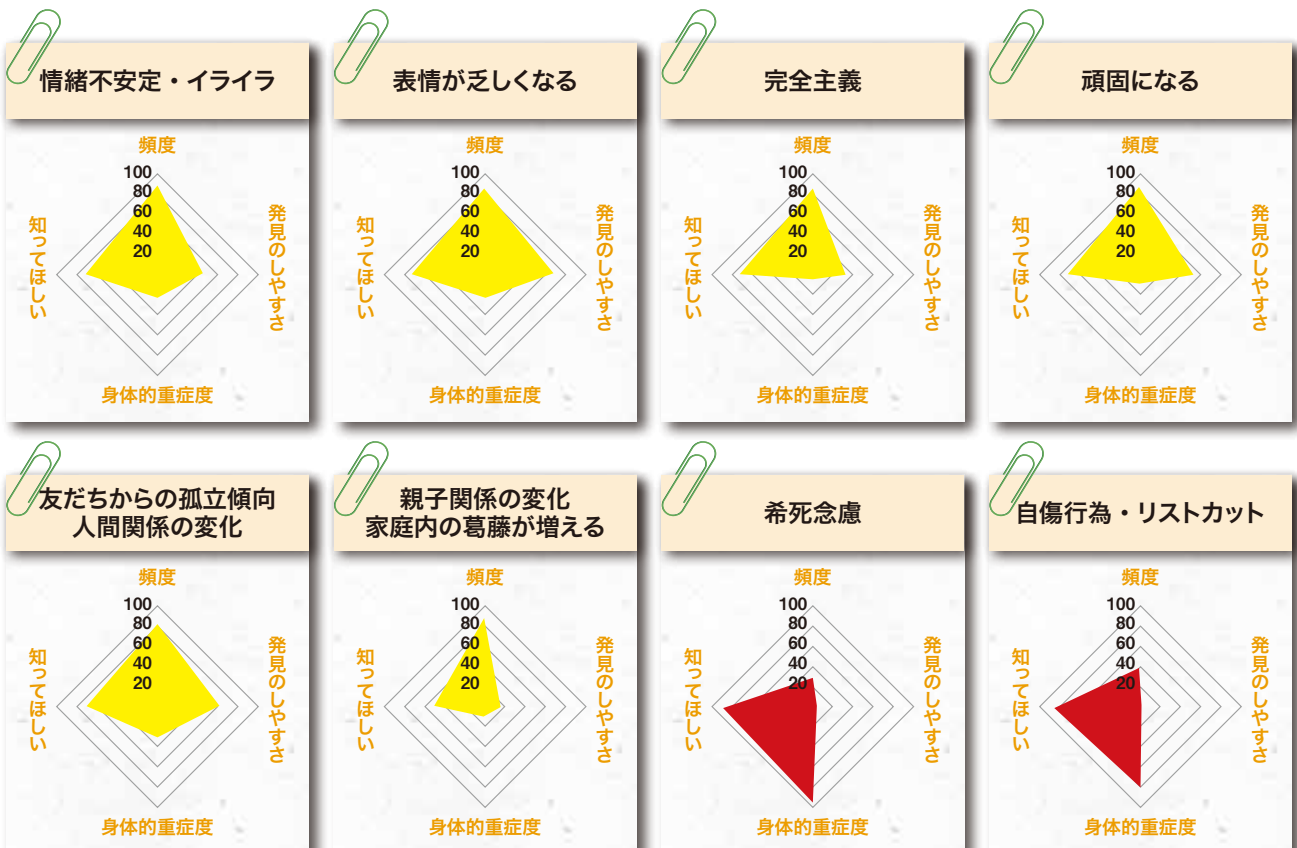 情緒不安定・イライラ
頻度
100
80
60
40
20
発見のしやすさ
身体的重症度
知ってほしい
表情が乏しくなる
頻度
100
80
60
40
20
発見のしやすさ
身体的重症度
知ってほしい
完全主義
頻度
100
80
60
40
20
発見のしやすさ
身体的重症度
知ってほしい
頑固になる
頻度
100
80
60
40
20
発見のしやすさ
身体的重症度
知ってほしい
友だちからの孤立傾向
人間関係の変化
頻度
100
80
60
40
20
発見のしやすさ
身体的重症度
知ってほしい
親子関係の変化
家庭内の葛藤が増える
頻度
100
80
60
40
20
発見のしやすさ
身体的重症度
知ってほしい
希死念慮
頻度
100
80
60
40
20
発見のしやすさ
身体的重症度
知ってほしい
自傷行為・リストカット
頻度
100
80
60
40
20
発見のしやすさ
身体的重症度
知ってほしい